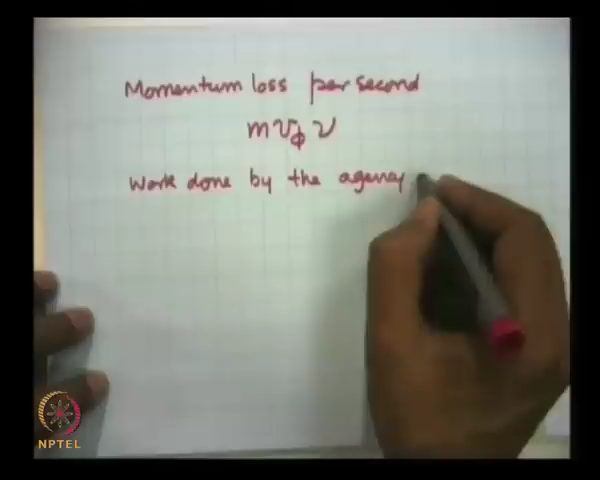 Momentum loss per second
m v_ϕ ν
Work done by the agency
NPTEL